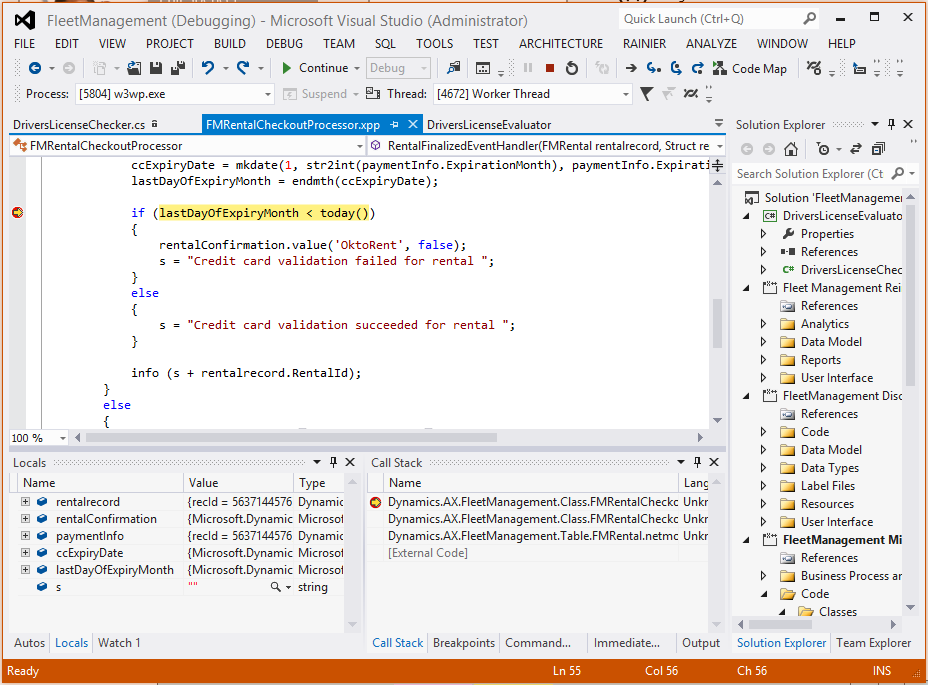 FleetManagement (Debugging) - Microsoft Visual Studio (Administrator)
Quick Launch (Ctrl+Q)
FILE EDIT VIEW PROJECT BUILD DEBUG TEAM SQL TOOLS TEST ARCHITECTURE RAINIER ANALYZE WINDOW HELP
Continue Debug Code Map
Process: [5804] w3wp.exe Suspend Thread: [4672] Worker Thread
DriversLicenseChecker.cs FMRentalCheckoutProcessor.xpp DriversLicenseEvaluator
FMRentalCheckoutProcessor RentalFinalizedEventHandler(FMRental rentalrecord, Struct re
ccExpiryDate = mkdate(1, str2int(paymentInfo.ExpirationMonth), paymentInfo.Expirati
lastDayOfExpiryMonth = endmth(ccExpiryDate);
if (lastDayOfExpiryMonth < today())
{
rentalConfirmation.value('OktoRent', false);
s = "Credit card validation failed for rental ";
}
else
{
s = "Credit card validation succeeded for rental ";
}
info (s + rentalrecord.RentalId);
}
else
{
100 %
Locals
Name Value Type
rentalrecord {recId = 5637144576 Dynamic
rentalConfirmation {Microsoft.Dynamic Microsof
paymentInfo {recId = 5637144576 Dynamic
ccExpiryDate {Microsoft.Dynamic Microsof
lastDayOfExpiryMonth {Microsoft.Dynamic Microsof
s "" string
Autos Locals Watch 1
Call Stack
Name Lang
Dynamics.AX.FleetManagement.Class.FMRentalCheckc Unkr
Dynamics.AX.FleetManagement.Class.FMRentalCheckc Unkr
Dynamics.AX.FleetManagement.Table.FMRental.netmc Unkr
[External Code]
Call Stack Breakpoints Command... Immediate... Output
Solution Explorer
Search Solution Explorer (Ct
Solution 'FleetManagemer
C# DriversLicenseEvaluato
Properties
References
C# DriversLicenseChec
Fleet Management Rei
References
Analytics
Data Model
Reports
User Interface
FleetManagement Disc
References
Code
Data Model
Data Types
Label Files
Resources
User Interface
FleetManagement Mi
References
Business Process ar
Code
Classes
Solution Explorer Team Explorer
Ready Ln 55 Col 56 Ch 56 INS